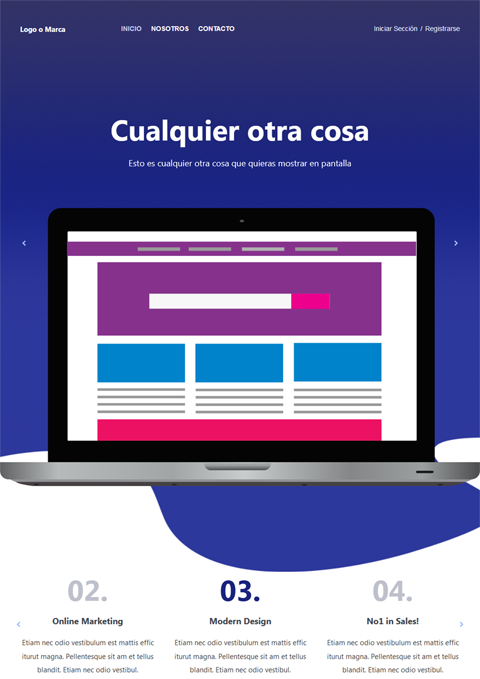 Logo o Marca
INICIO NOSOTROS CONTACTO
Iniciar Sección / Registrarse
Cualquier otra cosa
Esto es cualquier otra cosa que quieras mostrar en pantalla
02.
Online Marketing
Etiam nec odio vestibulum est mattis effic
iturut magna. Pellentesque sit am et tellus
blandit. Etiam nec odio vestibul.
03.
Modern Design
Etiam nec odio vestibulum est mattis effic
iturut magna. Pellentesque sit am et tellus
blandit. Etiam nec odio vestibul.
04.
No1 in Sales!
Etiam nec odio vestibulum est mattis effic
iturut magna. Pellentesque sit am et tellus
blandit. Etiam nec odio vestibul.